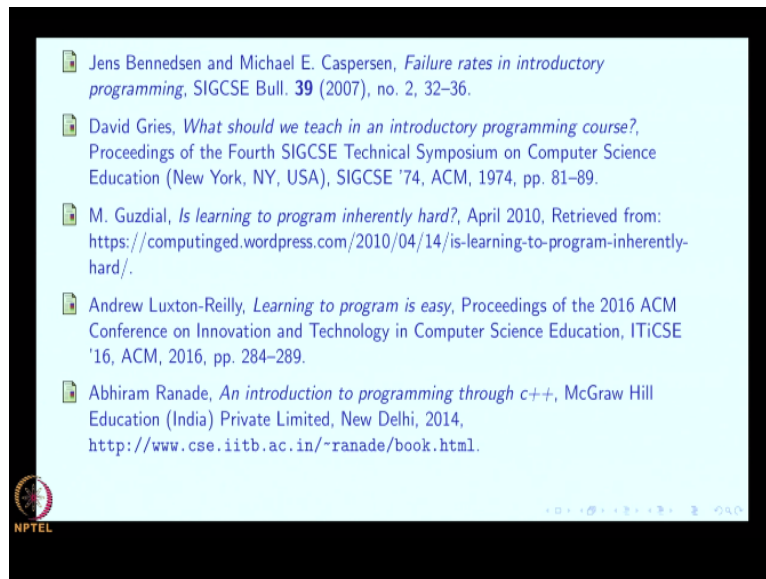 Jens Bennedsen and Michael E. Caspersen, Failure rates in introductory
programming, SIGCSE Bull. 39 (2007), no. 2, 32–36.
David Gries, What should we teach in an introductory programming course?,
Proceedings of the Fourth SIGCSE Technical Symposium on Computer Science
Education (New York, NY, USA), SIGCSE '74, ACM, 1974, pp. 81–89.
M. Guzdial, Is learning to program inherently hard?, April 2010, Retrieved from:
https://computinged.wordpress.com/2010/04/14/is-learning-to-program-inherently-
hard/.
Andrew Luxton-Reilly, Learning to program is easy, Proceedings of the 2016 ACM
Conference on Innovation and Technology in Computer Science Education, ITiCSE
'16, ACM, 2016, pp. 284–289.
Abhiram Ranade, An introduction to programming through c++, McGraw Hill
Education (India) Private Limited, New Delhi, 2014,
http://www.cse.iitb.ac.in/~ranade/book.html.
NPTEL